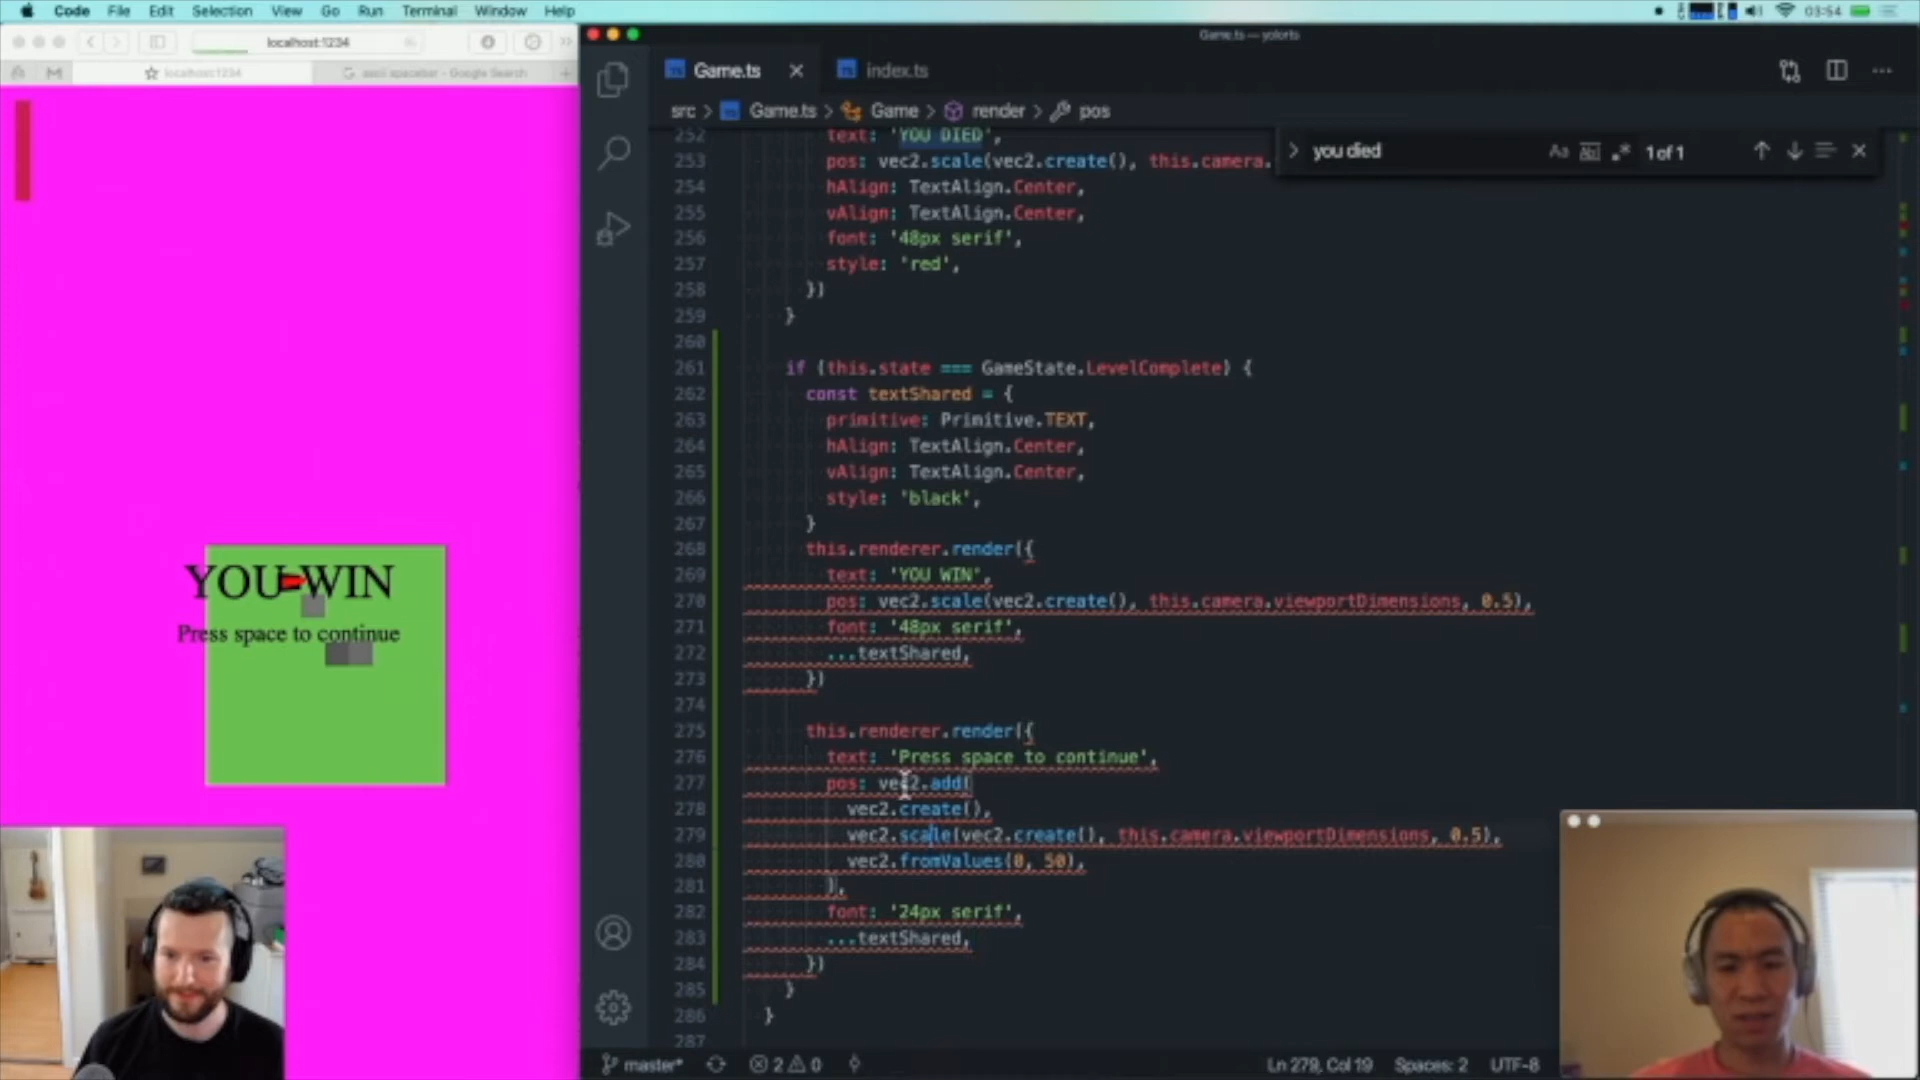 Code File Edit Selection View Go Run Terminal Window Help 03:54
localhost:1234
localhost:1234 ascii spacebar - Google Search
YOU WIN
Press space to continue
Game.ts — yolorts
Game.ts index.ts
src > Game.ts > Game > render > pos
you died Aa 1 of 1
252 text: 'YOU DIED',
253 pos: vec2.scale(vec2.create(), this.camera.
254 hAlign: TextAlign.Center,
255 vAlign: TextAlign.Center,
256 font: '48px serif',
257 style: 'red',
258 })
259 }
260
261 if (this.state === GameState.LevelComplete) {
262 const textShared = {
263 primitive: Primitive.TEXT,
264 hAlign: TextAlign.Center,
265 vAlign: TextAlign.Center,
266 style: 'black',
267 }
268 this.renderer.render({
269 text: 'YOU WIN',
270 pos: vec2.scale(vec2.create(), this.camera.viewportDimensions, 0.5),
271 font: '48px serif',
272 ...textShared,
273 })
274
275 this.renderer.render({
276 text: 'Press space to continue',
277 pos: vec2.add(
278 vec2.create(),
279 vec2.scale(vec2.create(), this.camera.viewportDimensions, 0.5),
280 vec2.fromValues(0, 50),
281 ),
282 font: '24px serif',
283 ...textShared,
284 })
285 }
286 }
287
master* 2 0 Ln 279, Col 19 Spaces: 2 UTF-8